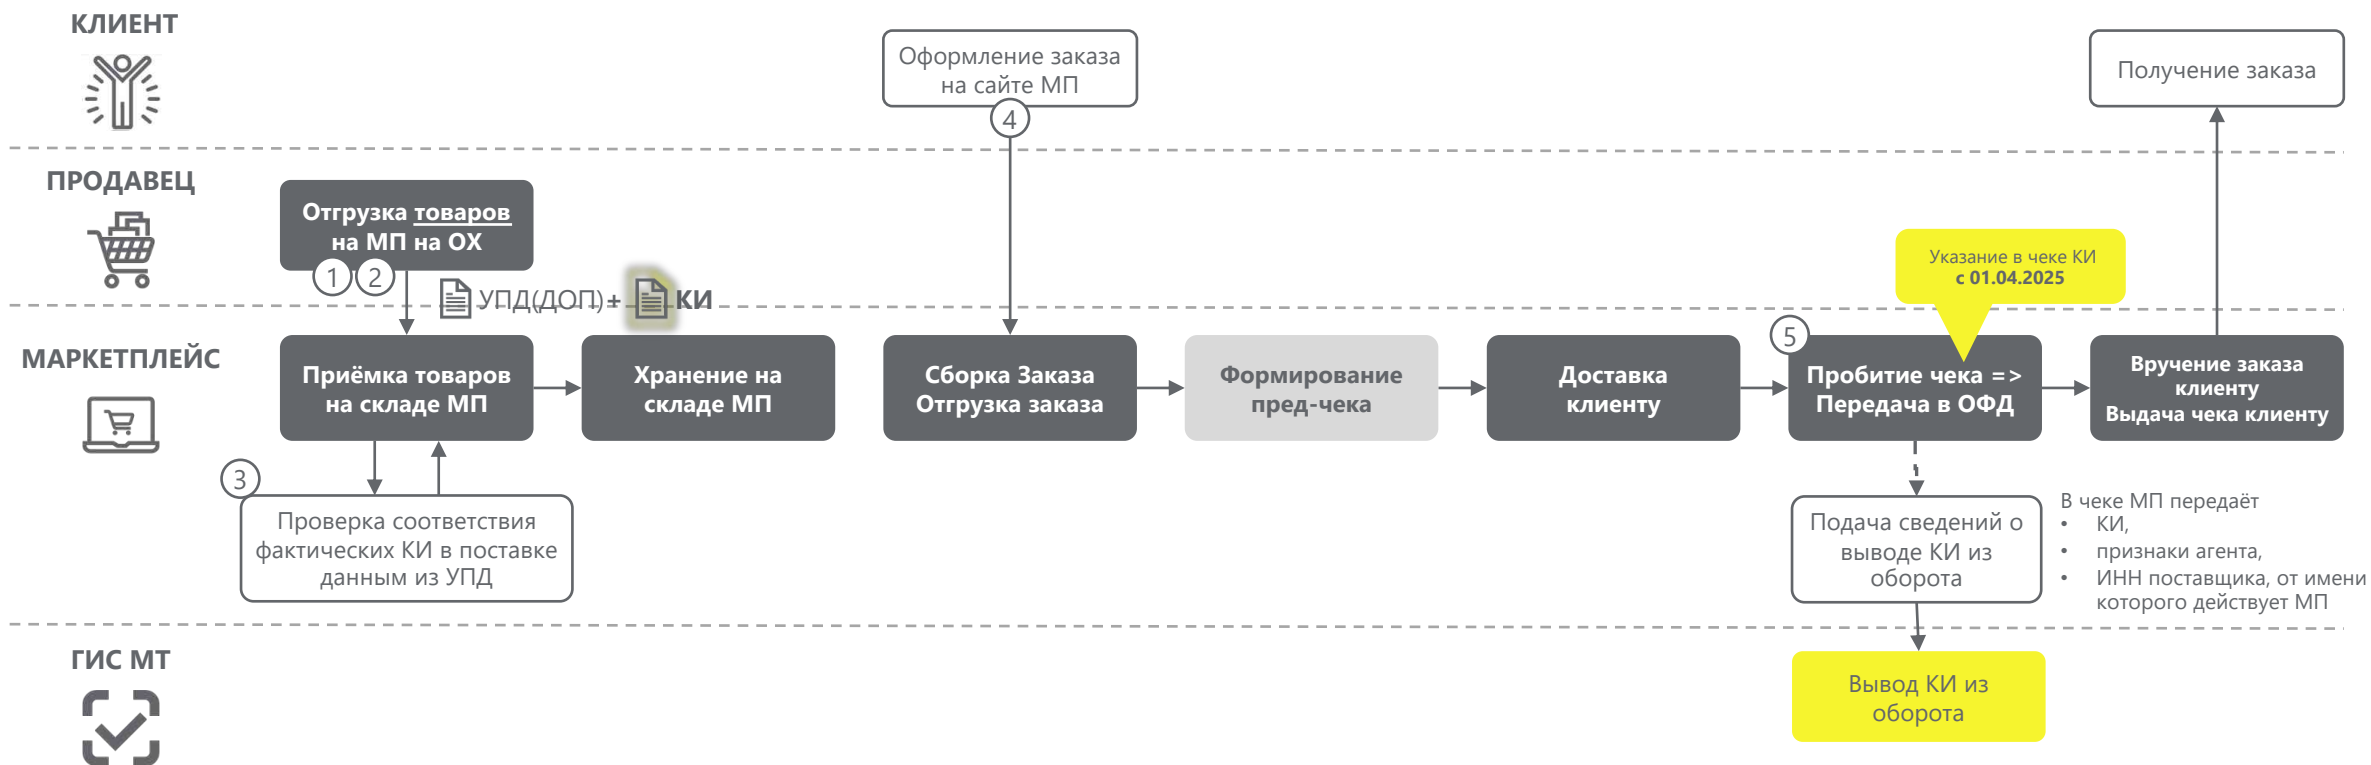 КЛИЕНТ
Оформление заказа
на сайте МП
4
Получение заказа
ПРОДАВЕЦ
Отгрузка товаров
на МП на ОХ
1
2
УПД(ДОП)+ КИ
Указание в чеке КИ
с 01.04.2025
МАРКЕТПЛЕЙС
Приёмка товаров
на складе МП
Хранение на
складе МП
Сборка Заказа
Отгрузка заказа
Формирование
пред-чека
Доставка
клиенту
5
Пробитие чека =>
Передача в ОФД
Вручение заказа
клиенту
Выдача чека клиенту
3
Проверка соответствия
фактических КИ в поставке
данным из УПД
Подача сведений о
выводе КИ из
оборота
В чеке МП передаёт
• КИ,
• признаки агента,
• ИНН поставщика, от имени
которого действует МП
ГИС МТ
Вывод КИ из
оборота